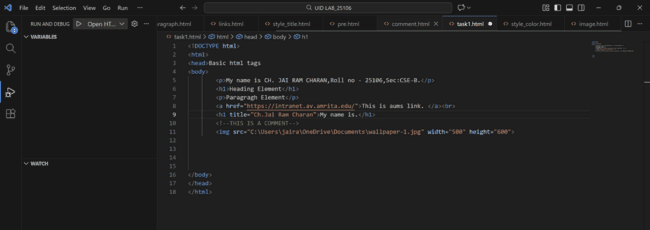 File Edit Selection View Run
UID LAB_25106
RUN AND DEBUG Open HT...
VARIABLES
WATCH
ragraph.html links.html style_title.html pre.html comment.html task1.html style_color.html image.html
task1.html > html > head > body > h1
1 <!DOCTYPE html>
2 <html>
3 <head>Basic html tags
4 <body>
5 <p>My name is CH. JAI RAM CHARAN,Roll no - 25106,Sec:CSE-B.</p>
6 <h1>Heading Element</h1>
7 <p>Paragragh Element</p>
8 <a href="https://intranet.av.amrita.edu/">This is aums link. </a><br>
9 <h1 title="Ch.Jai Ram Charan">My name is.</h1>
10 <!--THIS IS A COMMENT-->
11 <img src="C:\Users\jaira\OneDrive\Documents\wallpaper-1.jpg" width="500" height="600">
12
13
14
15
16 </body>
17 </head>
18 </html>